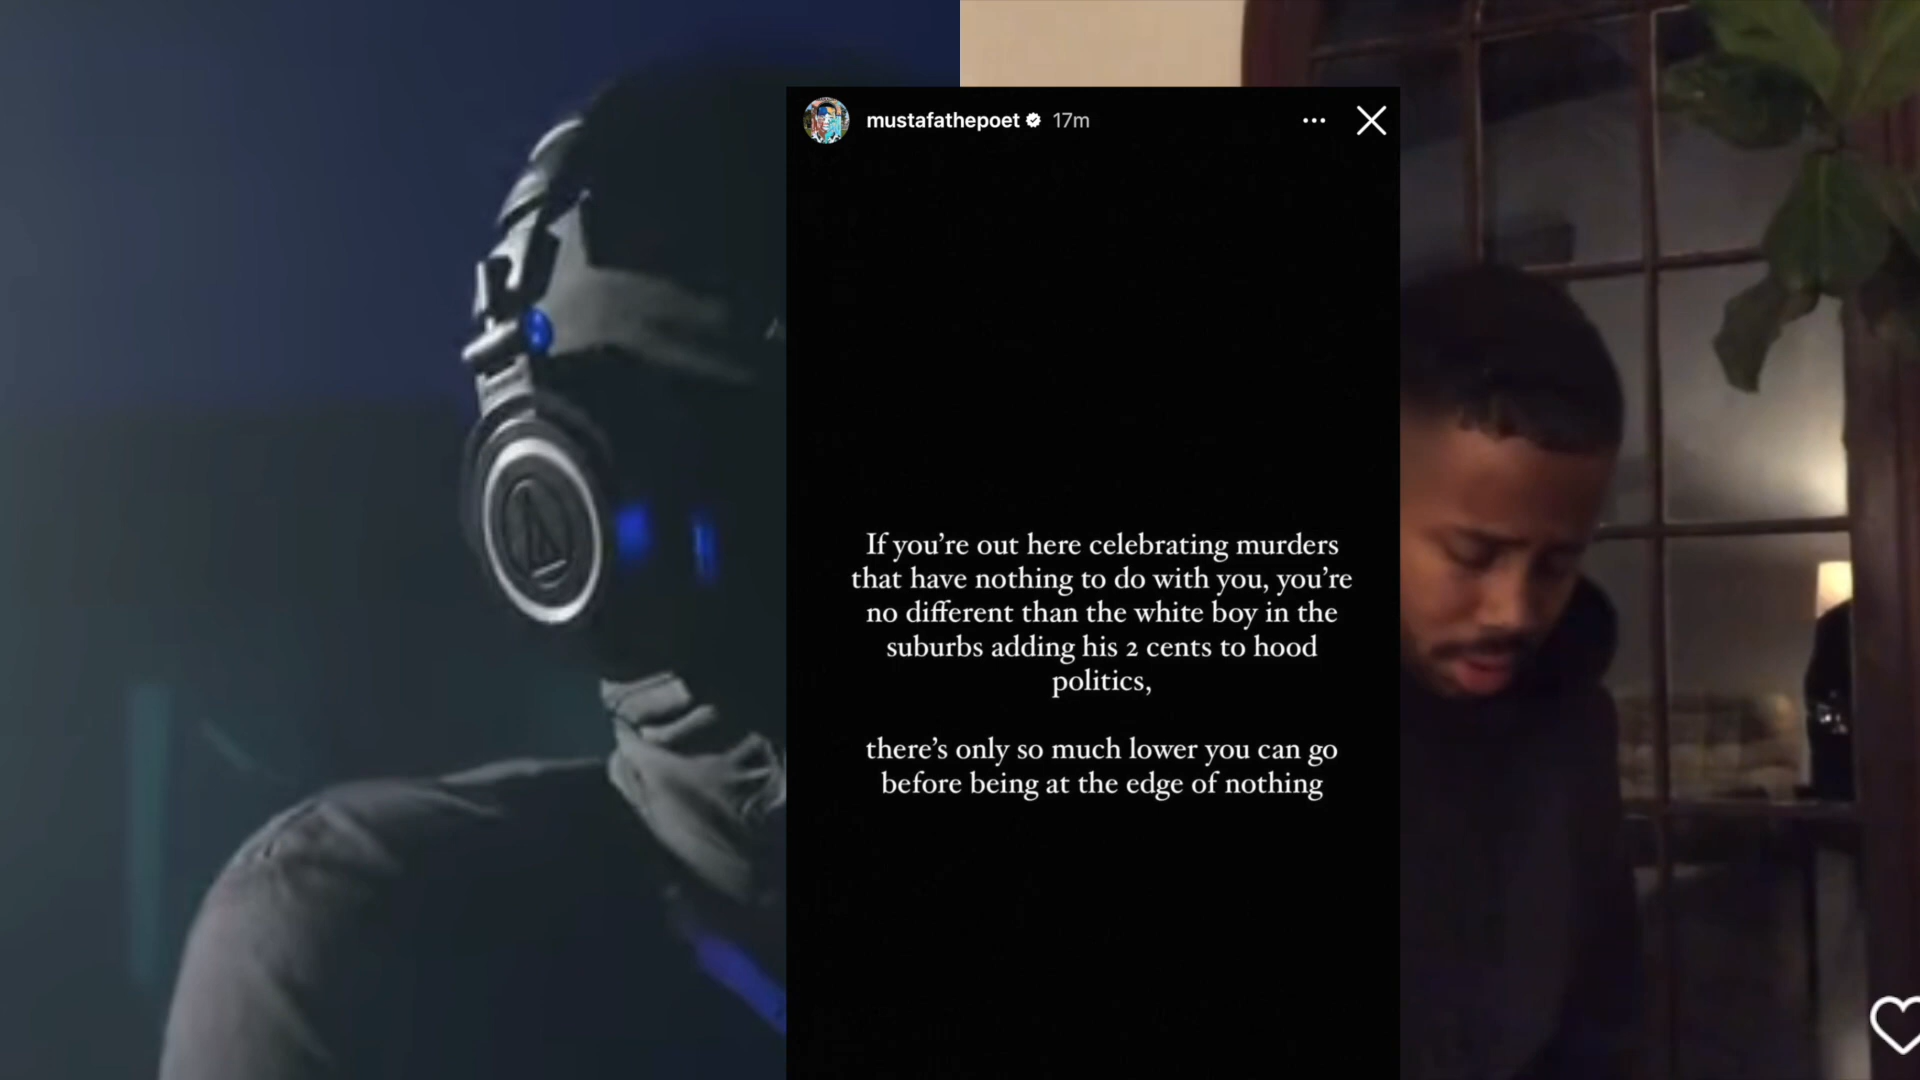 mustafathepoet 17m
If you're out here celebrating murders
that have nothing to do with you, you're
no different than the white boy in the
suburbs adding his 2 cents to hood
politics,
there's only so much lower you can go
before being at the edge of nothing